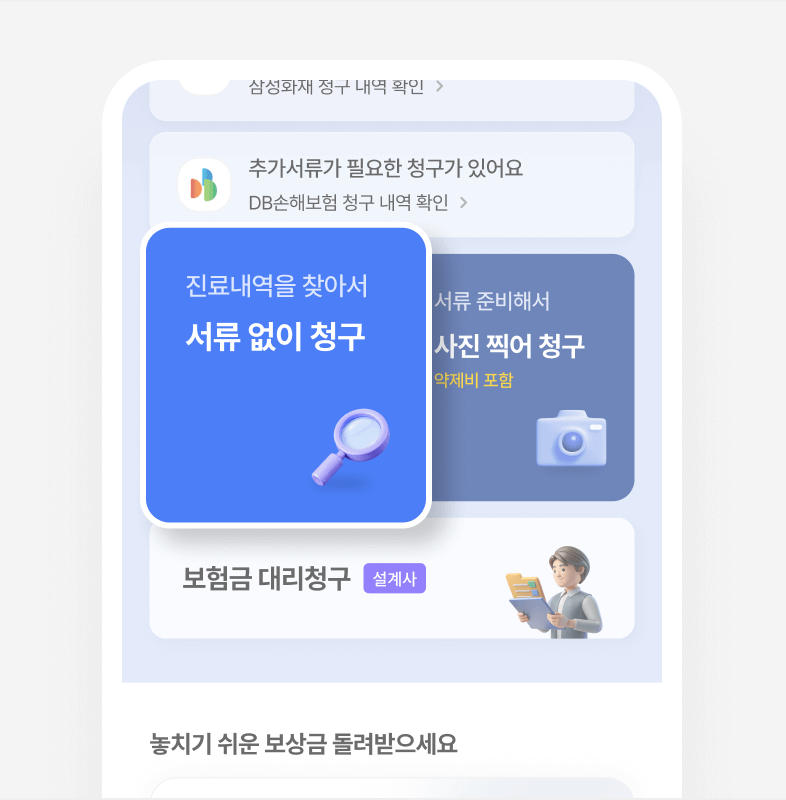 삼성화재 청구 내역 확인
추가서류가 필요한 청구가 있어요
DB손해보험 청구 내역 확인
진료내역을 찾아서
서류 없이 청구
서류 준비해서
사진 찍어 청구
약제비 포함
보험금 대리청구 설계사
놓치기 쉬운 보상금 돌려받으세요